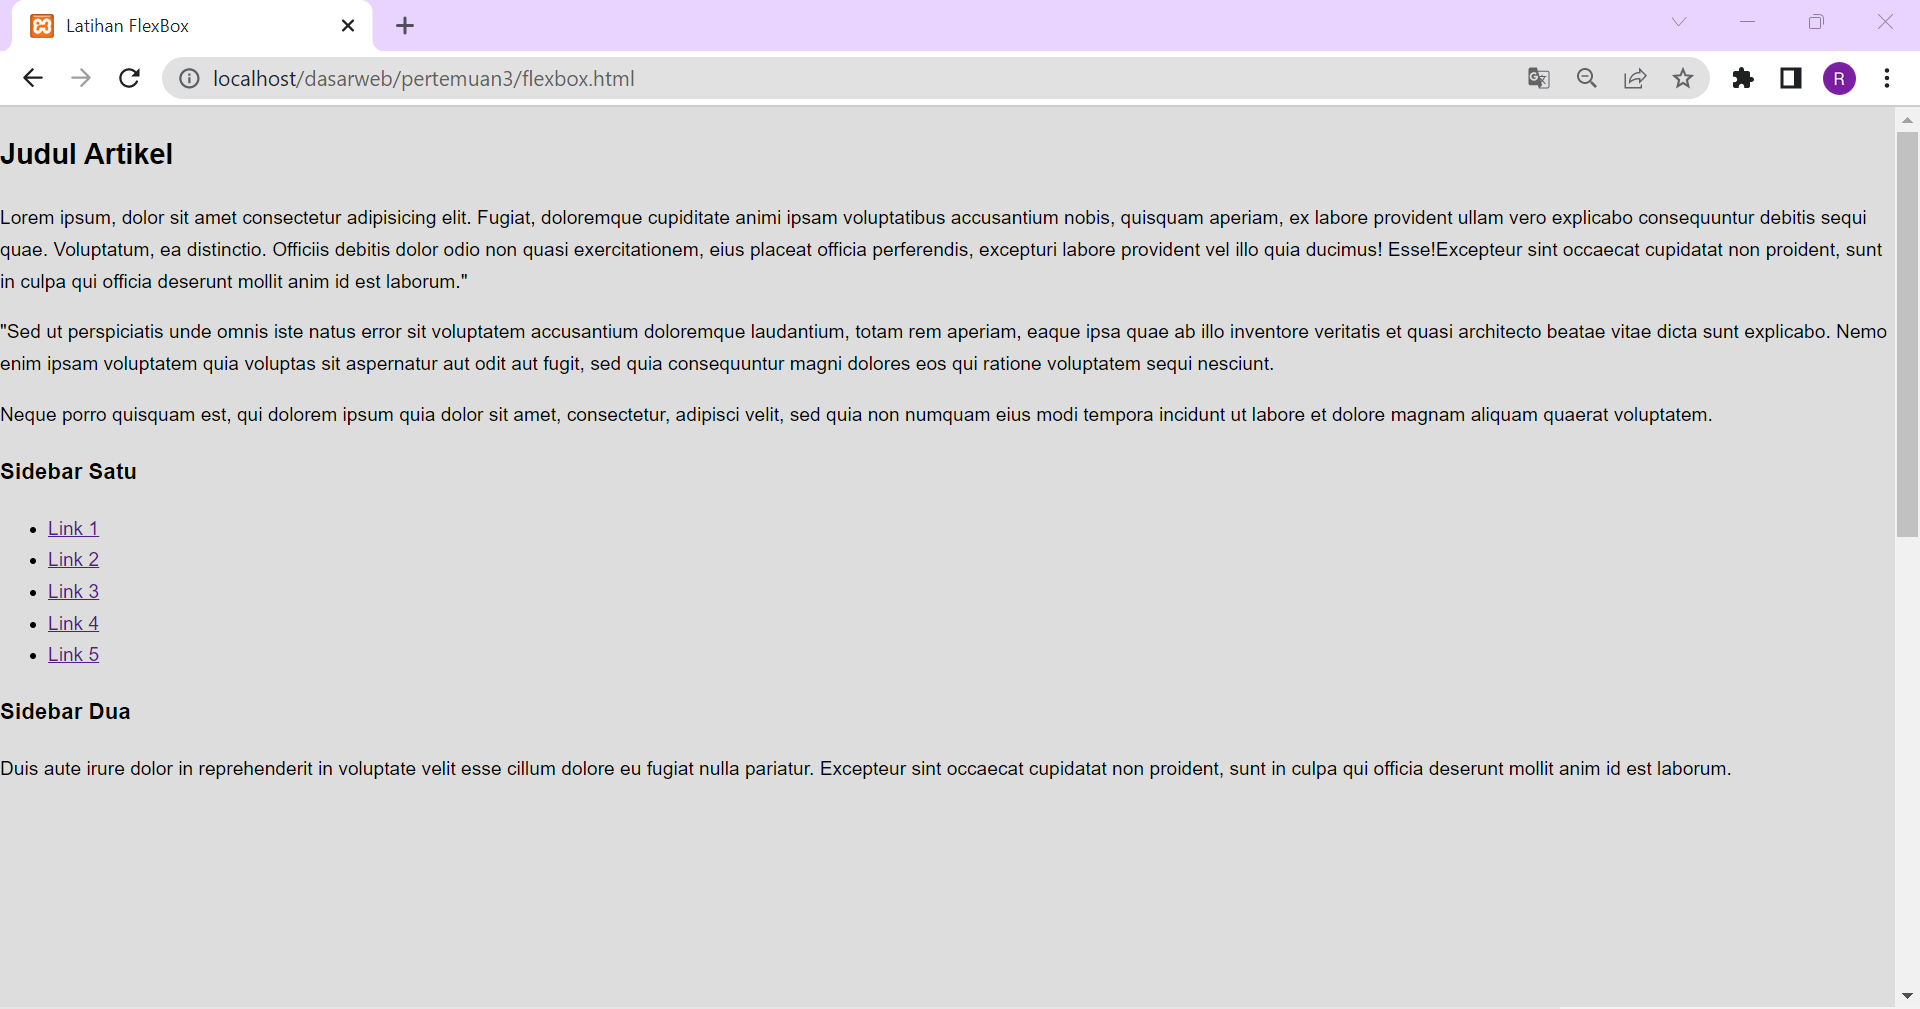 Latihan FlexBox
localhost/dasarweb/pertemuan3/flexbox.html
R
Judul Artikel
Lorem ipsum, dolor sit amet consectetur adipisicing elit. Fugiat, doloremque cupiditate animi ipsam voluptatibus accusantium nobis, quisquam aperiam, ex labore provident ullam vero explicabo consequuntur debitis sequi
quae. Voluptatum, ea distinctio. Officiis debitis dolor odio non quasi exercitationem, eius placeat officia perferendis, excepturi labore provident vel illo quia ducimus! Esse!Excepteur sint occaecat cupidatat non proident, sunt
in culpa qui officia deserunt mollit anim id est laborum."
"Sed ut perspiciatis unde omnis iste natus error sit voluptatem accusantium doloremque laudantium, totam rem aperiam, eaque ipsa quae ab illo inventore veritatis et quasi architecto beatae vitae dicta sunt explicabo. Nemo
enim ipsam voluptatem quia voluptas sit aspernatur aut odit aut fugit, sed quia consequuntur magni dolores eos qui ratione voluptatem sequi nesciunt.
Neque porro quisquam est, qui dolorem ipsum quia dolor sit amet, consectetur, adipisci velit, sed quia non numquam eius modi tempora incidunt ut labore et dolore magnam aliquam quaerat voluptatem.
Sidebar Satu
• Link 1
• Link 2
• Link 3
• Link 4
• Link 5
Sidebar Dua
Duis aute irure dolor in reprehenderit in voluptate velit esse cillum dolore eu fugiat nulla pariatur. Excepteur sint occaecat cupidatat non proident, sunt in culpa qui officia deserunt mollit anim id est laborum.